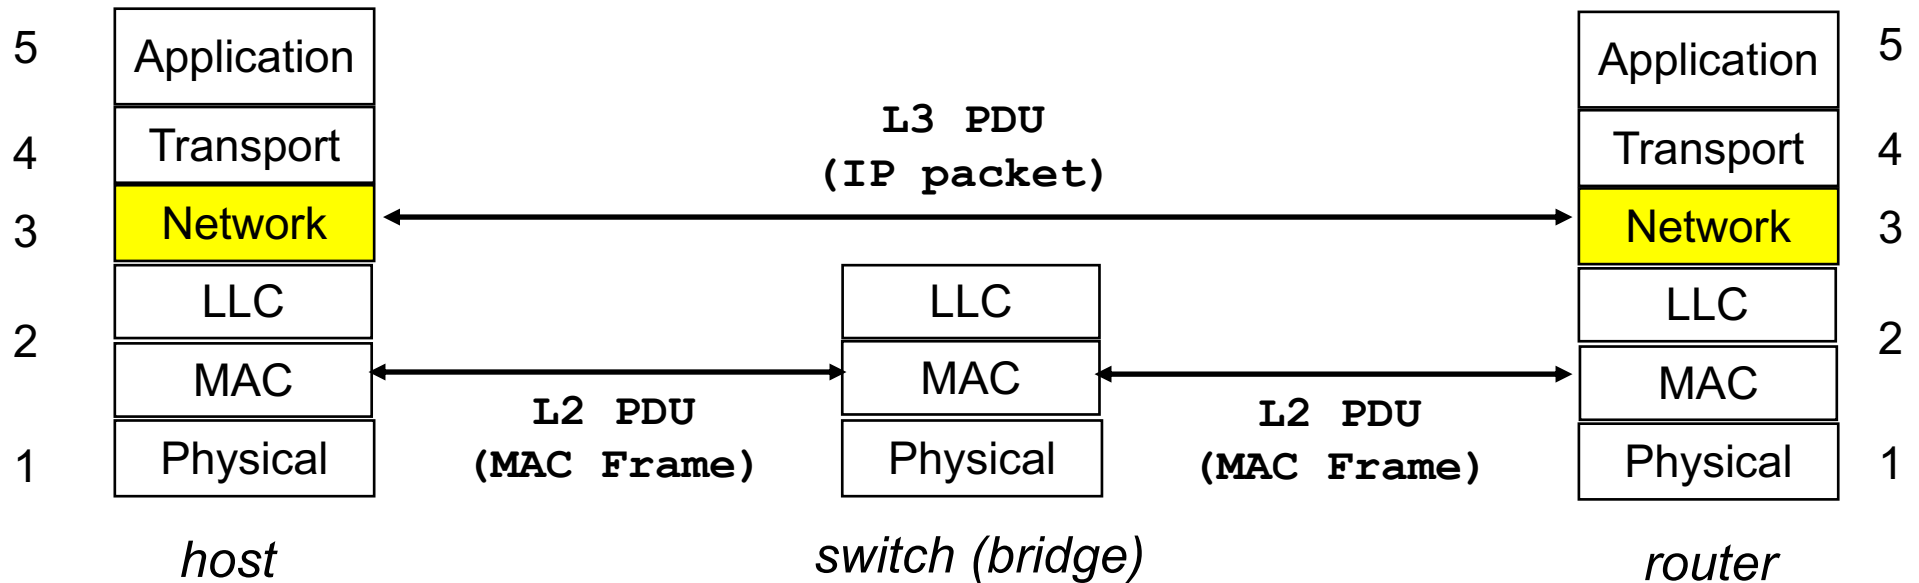 5
Application
Application
5
L3 PDU
(IP packet)
4
Transport
Transport
4
3
Network
Network
3
LLC
LLC
LLC
2
2
MAC
MAC
MAC
L2 PDU
(MAC Frame)
L2 PDU
(MAC Frame)
1
Physical
Physical
Physical
1
host
switch (bridge)
router